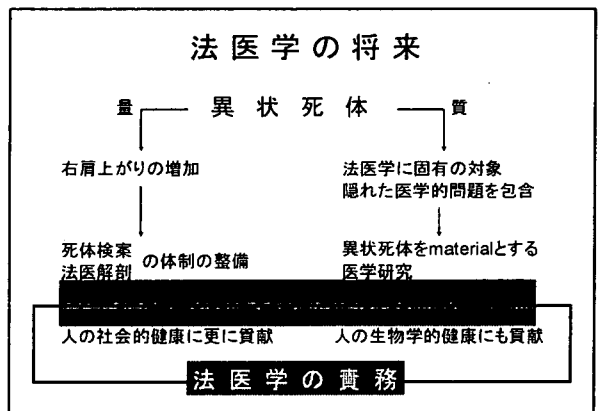 法医学の将来
量 異状死体 質
右肩上がりの増加
法医学に固有の対象
隠れた医学的問題を包含
死体検案
法医解剖 の体制の整備
異状死体をmaterialとする
医学研究
人の社会的健康に更に貢献
人の生物学的健康にも貢献
法医学の責務